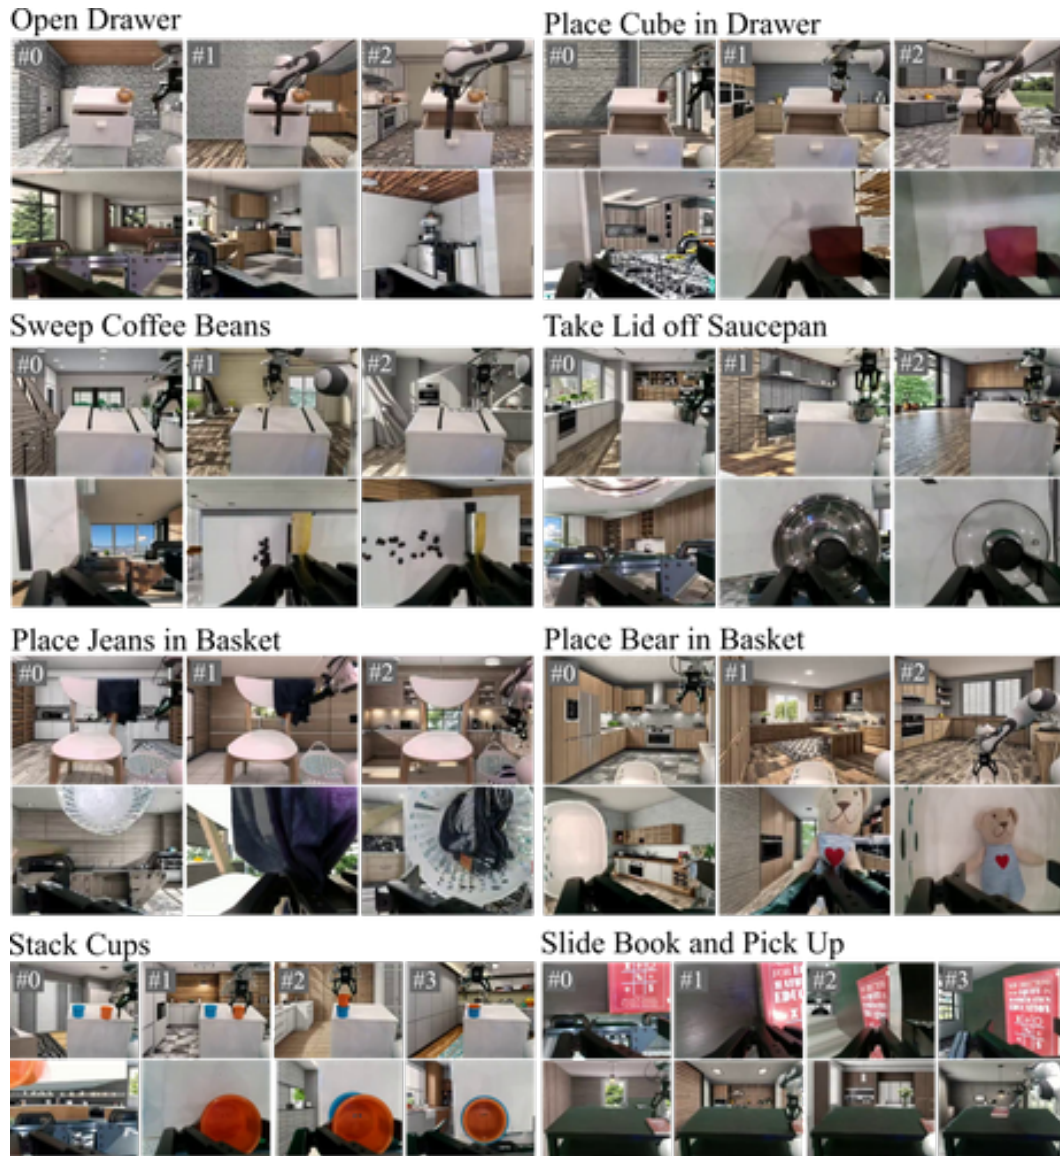 Open Drawer
#0 #1 #2
Place Cube in Drawer
#0 #1 #2
Sweep Coffee Beans
#0 #1 #2
Take Lid off Saucepan
#0 #1 #2
Place Jeans in Basket
#0 #1 #2
Place Bear in Basket
#0 #1 #2
Stack Cups
#0 #1 #2 #3
Slide Book and Pick Up
#0 #1 #2 #3